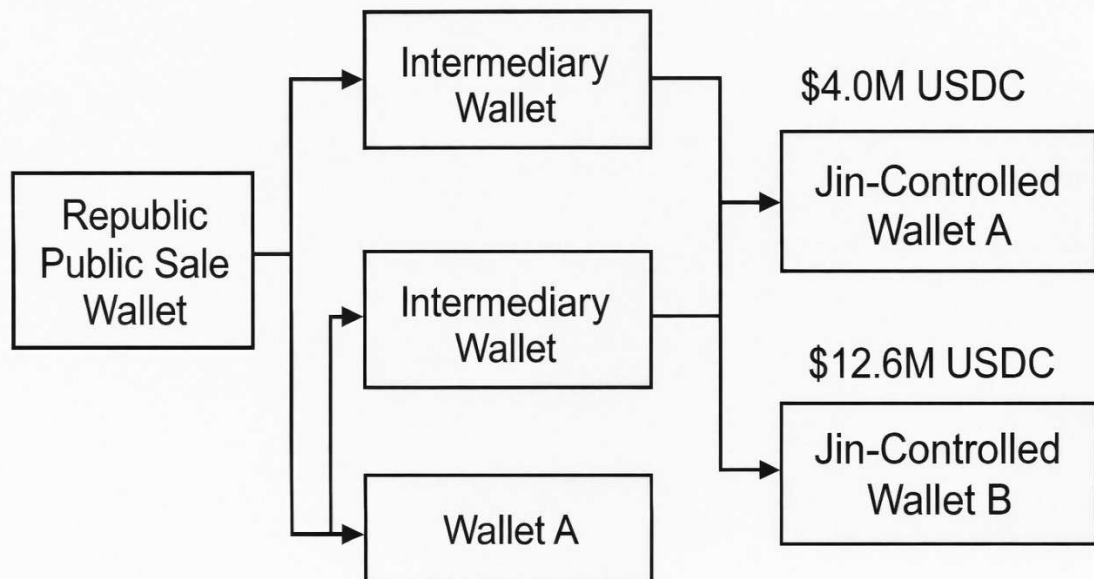 Republic
Public Sale
Wallet
Intermediary
Wallet
Intermediary
Wallet
Wallet A
$4.0M USDC
Jin-Controlled
Wallet A
$12.6M USDC
Jin-Controlled
Wallet B